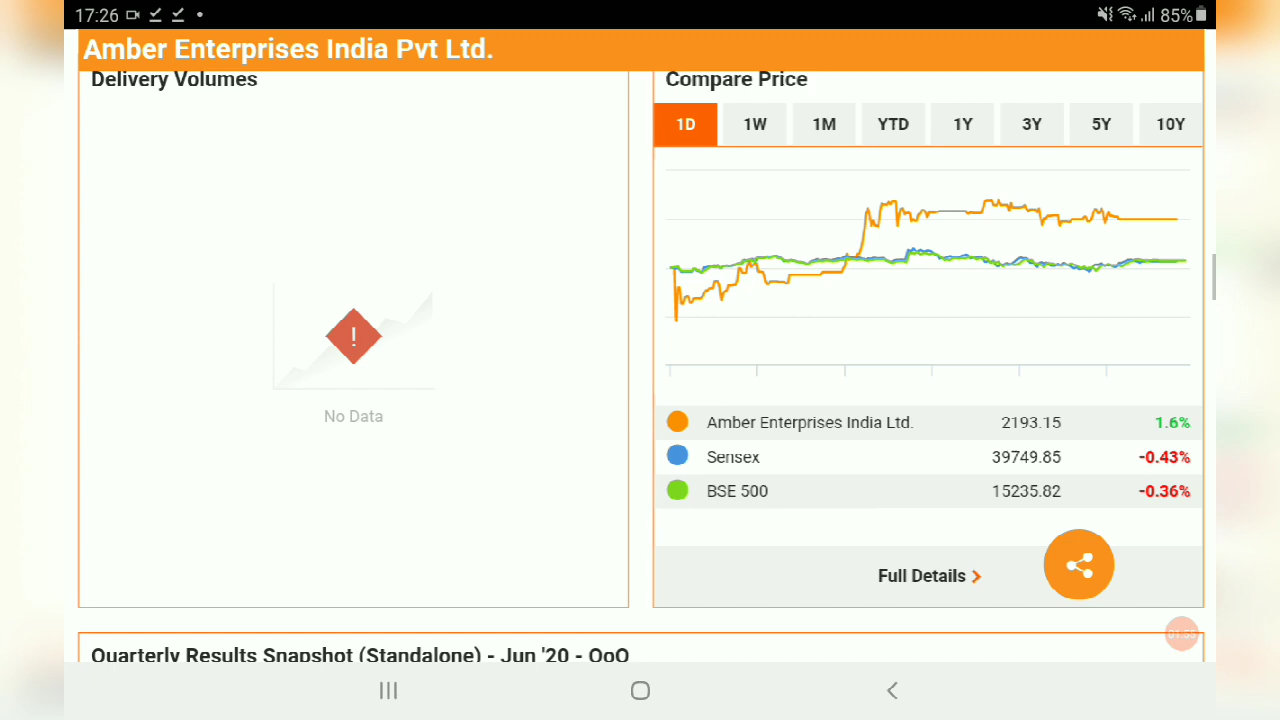 17:26
85%
Amber Enterprises India Pvt Ltd.
Delivery Volumes
!
No Data
Compare Price
1D 1W 1M YTD 1Y 3Y 5Y 10Y
Amber Enterprises India Ltd. 2193.15 1.6%
Sensex 39749.85 -0.43%
BSE 500 15235.82 -0.36%
Full Details
01:55
Quarterly Results Snapshot (Standalone) - Jun '20 - QoQ